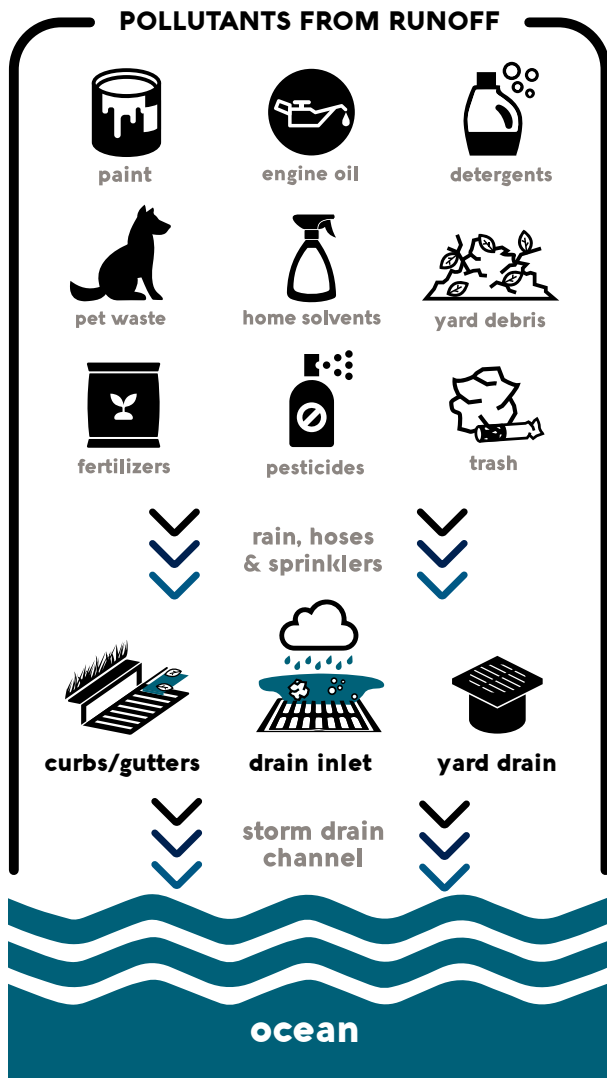 POLLUTANTS FROM RUNOFF
paint
engine oil
detergents
pet waste
home solvents
yard debris
fertilizers
pesticides
trash
rain, hoses
& sprinklers
curbs/gutters
drain inlet
yard drain
storm drain
channel
ocean